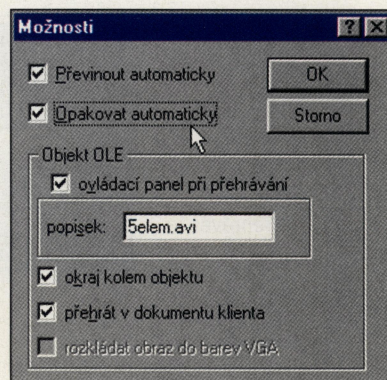 Možnosti
Převinout automaticky
OK
Opakovat automaticky
Storno
Objekt OLE
ovládací panel při přehrávání
popisek: 5elem.avi
okraj kolem objektu
přehrát v dokumentu klienta
rozkládat obraz do barev VGA